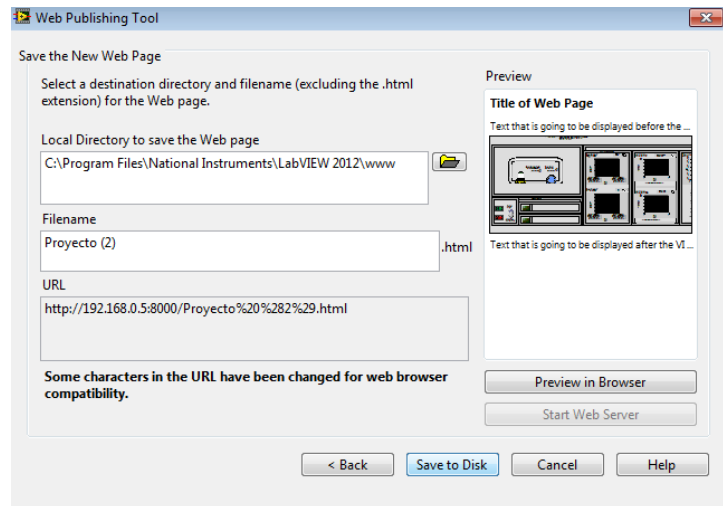 Web Publishing Tool
Save the New Web Page
Select a destination directory and filename (excluding the .html
extension) for the Web page.
Local Directory to save the Web page
C:\Program Files\National Instruments\LabVIEW 2012\www
Filename
Proyecto (2)
.html
URL
http://192.168.0.5:8000/Proyecto%20%282%29.html
Some characters in the URL have been changed for web browser
compatibility.
Preview
Title of Web Page
Text that is going to be displayed before the ...
Text that is going to be displayed after the VI ...
Preview in Browser
Start Web Server
< Back
Save to Disk
Cancel
Help